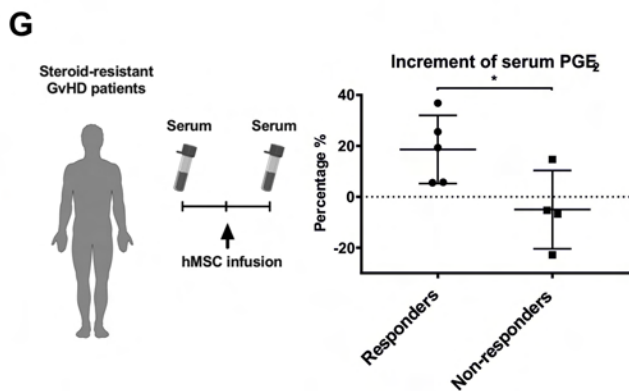 G
Steroid-resistant
GvHD patients
Serum
Serum
hMSC infusion
Increment of serum PGE2
*
Percentage %
40
20
0
-20
Responders
Non-responders